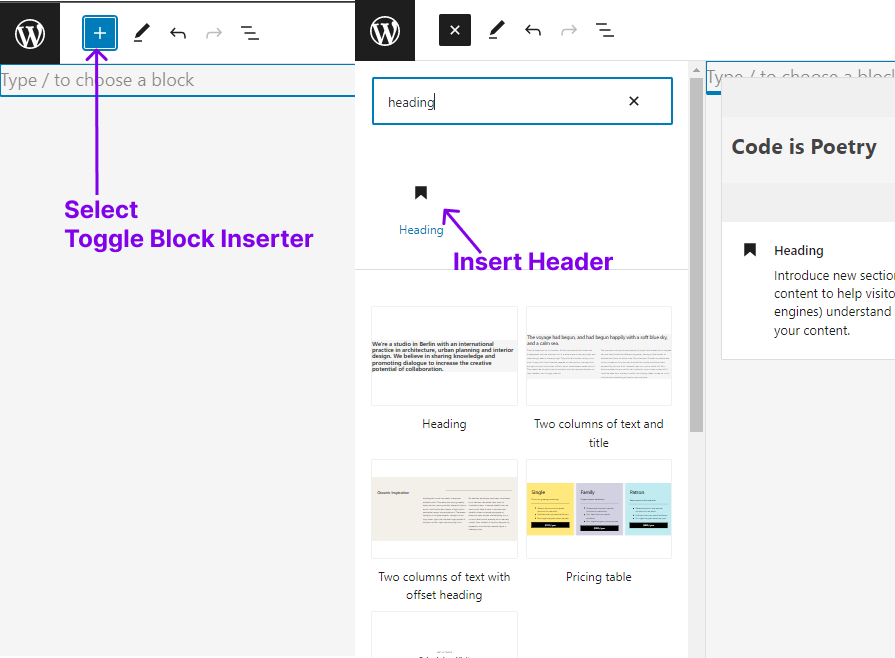 Type / to choose a block
Select
Toggle Block Inserter
heading
Heading
Insert Header
We're a studio in Berlin with an international
practice in architecture, urban planning and interior
design. We believe in sharing knowledge and
promoting dialogue to increase the creative
potential of collaboration.
Heading
The voyage had begun, and had begun happily with a soft blue sky,
and a calm sea.
Two columns of text and
title
Two columns of text with
offset heading
Single
Family
Patron
Pricing table
Type / to choose a block
Code is Poetry
Heading
Introduce new section
content to help visito
engines) understand
your content.